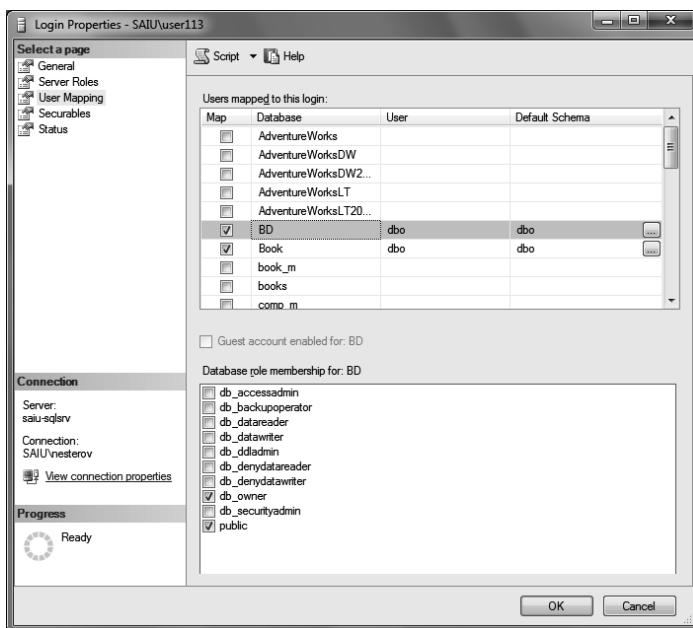 Login Properties - SAIU\user113
Select a page
General
Server Roles
User Mapping
Securables
Status
Script
Help
Users mapped to this login:
Map Database User Default Schema
AdventureWorks
AdventureWorksDW
AdventureWorksDW2...
AdventureWorksLT
AdventureWorksLT20...
BD dbo dbo ...
Book dbo dbo ...
book_m
books
comp_m
Guest account enabled for: BD
Database role membership for: BD
db_accessadmin
db_backupoperator
db_datareader
db_datawriter
db_ddladmin
db_denydatareader
db_denydatawriter
db_owner
db_securityadmin
public
Connection
Server:
saiu-sqlsrv
Connection:
SAIU\nesterov
View connection properties
Progress
Ready
OK Cancel